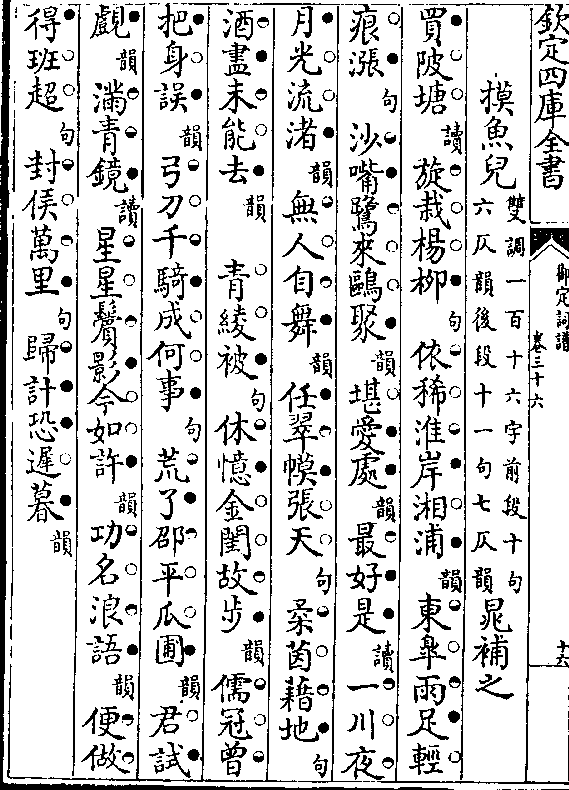 欽定四庫全書
御定詞譜
卷三十六
十六
摸魚兒
雙調一百十六字前段十句
六仄韻後段十一句七仄韻
晁補之
買陂塘讀旋栽楊柳句依稀淮岸湘浦韻東臯雨足輕
痕漲句沙嘴鷺來鷗聚韻堪愛處韻最好是讀一川夜
月光流渚韻無人自舞韻任翠幙張天句柔茵藉地句
酒盡未能去韻 青綾被句休憶金閨故步韻儒冠曾
把身誤韻弓刀千騎成何事句荒了邵平瓜圃韻君試
覷韻滿青鏡讀星星鬢影今如許韻功名浪語韻便做
得班超句封侯萬里句歸計恐遲暮韻